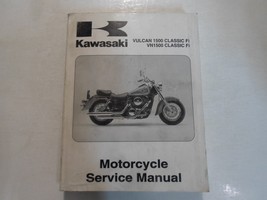 Kawasaki
VULCAN 1500 CLASSIC Fi
VN1500 CLASSIC Fi
Motorcycle
Service Manual